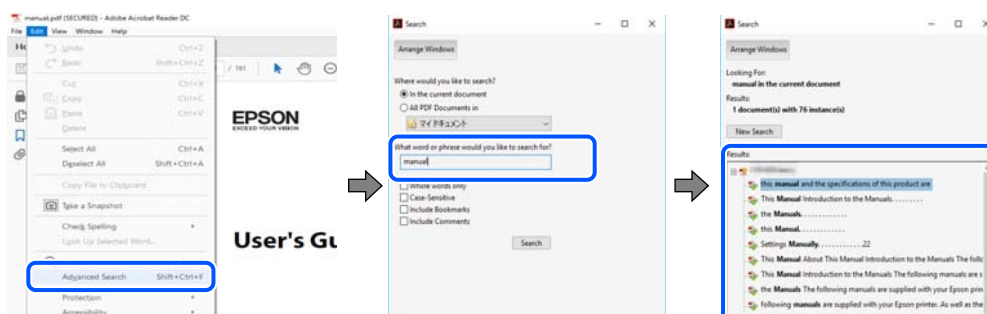 manual.pdf (SECURED) - Adobe Acrobat Reader DC
File Edit View Window Help
Undo Ctrl+Z
Redo Shift+Ctrl+Z
Cut Ctrl+X
Copy Ctrl+C
Paste Ctrl+V
Delete
Select All Ctrl+A
Deselect All Shift+Ctrl+A
Copy File to Clipboard
Take a Snapshot
Check Spelling
Look Up Selected Word...
Advanced Search Shift+Ctrl+F
Protection
Accessibility
/ 181
EPSON
EXCEED YOUR VISION
User's Gu
Search
Arrange Windows
Where would you like to search?
In the current document
All PDF Documents in
マイ ドキュメント
What word or phrase would you like to search for?
manual
Whole words only
Case-Sensitive
Include Bookmarks
Include Comments
Search
Search
Arrange Windows
Looking For:
manual in the current document
Results:
1 document(s) with 76 instance(s)
New Search
Results:
this manual and the specifications of this product are
This Manual Introduction to the Manuals. . . . . . . . .
the Manuals. . . . . . . . . . . . .
this Manual. . . . . . . . . . . . .
Settings Manually. . . . . . . . . . . . .22
This Manual About This Manual Introduction to the Manuals The follo
This Manual Introduction to the Manuals The following manuals are s
the Manuals The following manuals are supplied with your Epson prin
following manuals are supplied with your Epson printer. As well as the